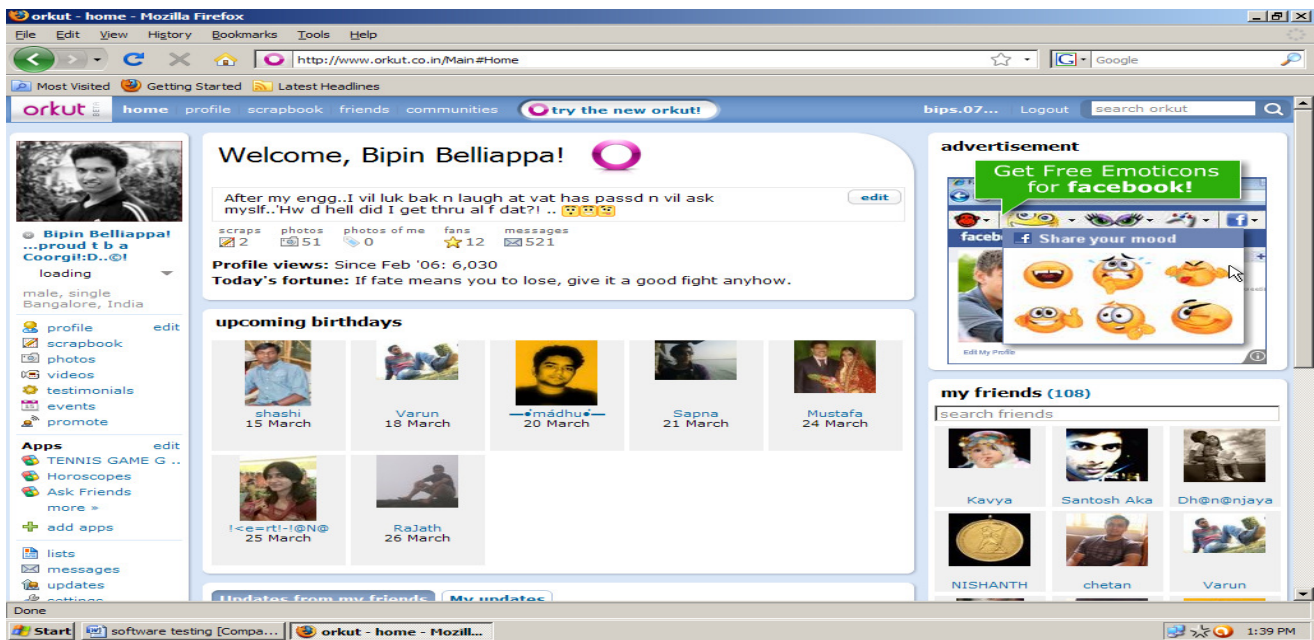 orkut - home - Mozilla Firefox
File Edit View History Bookmarks Tools Help
http://www.orkut.co.in/Main#Home
Google
Most Visited Getting Started Latest Headlines
orkut home profile scrapbook friends communities try the new orkut! bips.07... Logout search orkut
Bipin Belliappa!
...proud t b a
Coorgi!:D..©!
loading
male, single
Bangalore, India
profile edit
scrapbook
photos
videos
testimonials
events
promote
Apps edit
TENNIS GAME G ..
Horoscopes
Ask Friends
more »
add apps
lists
messages
updates
settings
Welcome, Bipin Belliappa!
After my engg..I vil luk bak n laugh at vat has passd n vil ask
myslf..'Hw d hell did I get thru al f dat?! ..
edit
scraps photos photos of me fans messages
2 51 0 12 521
Profile views: Since Feb '06: 6,030
Today's fortune: If fate means you to lose, give it a good fight anyhow.
upcoming birthdays
shashi Varun —•mádhu•— Sapna Mustafa
15 March 18 March 20 March 21 March 24 March
!<e=rt!-!@N@ RaJath
25 March 26 March
Updates from my friends My updates
advertisement
Get Free Emoticons
for facebook!
faceb
Share your mood
Edit My Profile
my friends (108)
search friends
Kavya Santosh Aka Dh@n@njaya
NISHANTH chetan Varun
Done
Start software testing [Compa... orkut - home - Mozill... 1:39 PM